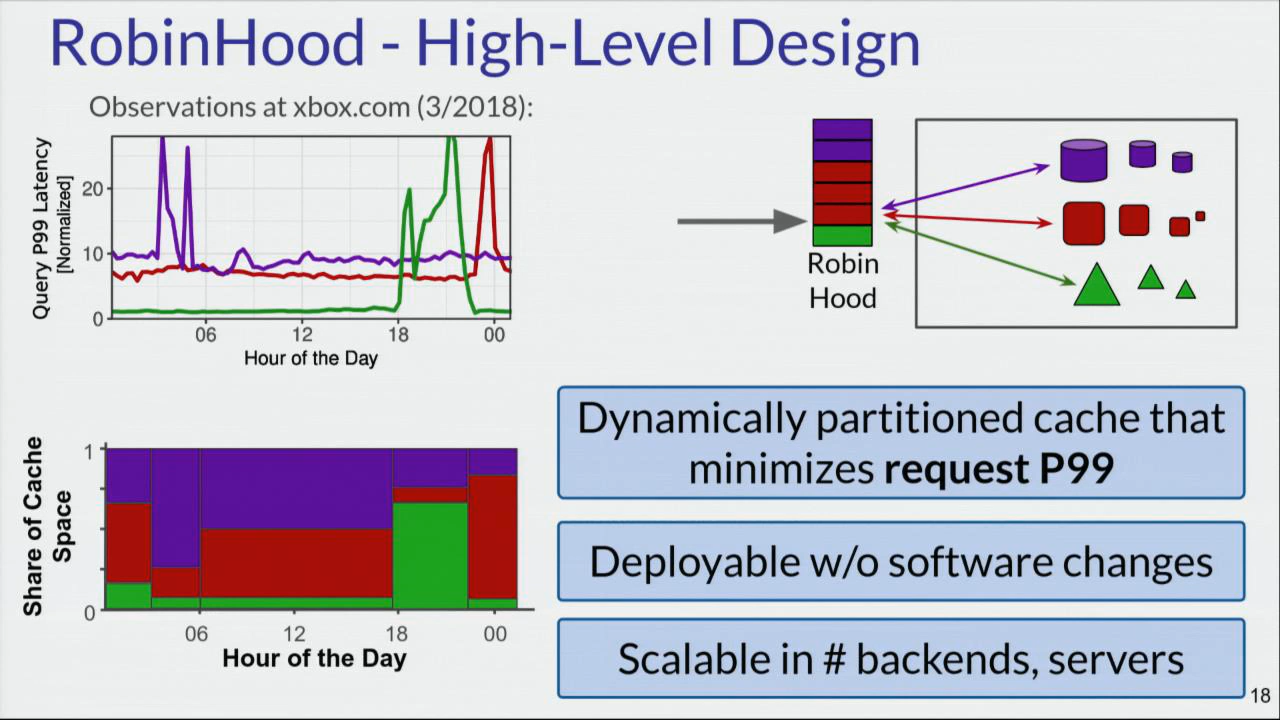 RobinHood - High-Level Design
Observations at xbox.com (3/2018):
Query P99 Latency
[Normalized]
20
10
0
06
12
18
00
Hour of the Day
Robin
Hood
Share of Cache
Space
1
0
06
12
18
00
Hour of the Day
Dynamically partitioned cache that
minimizes request P99
Deployable w/o software changes
Scalable in # backends, servers
18